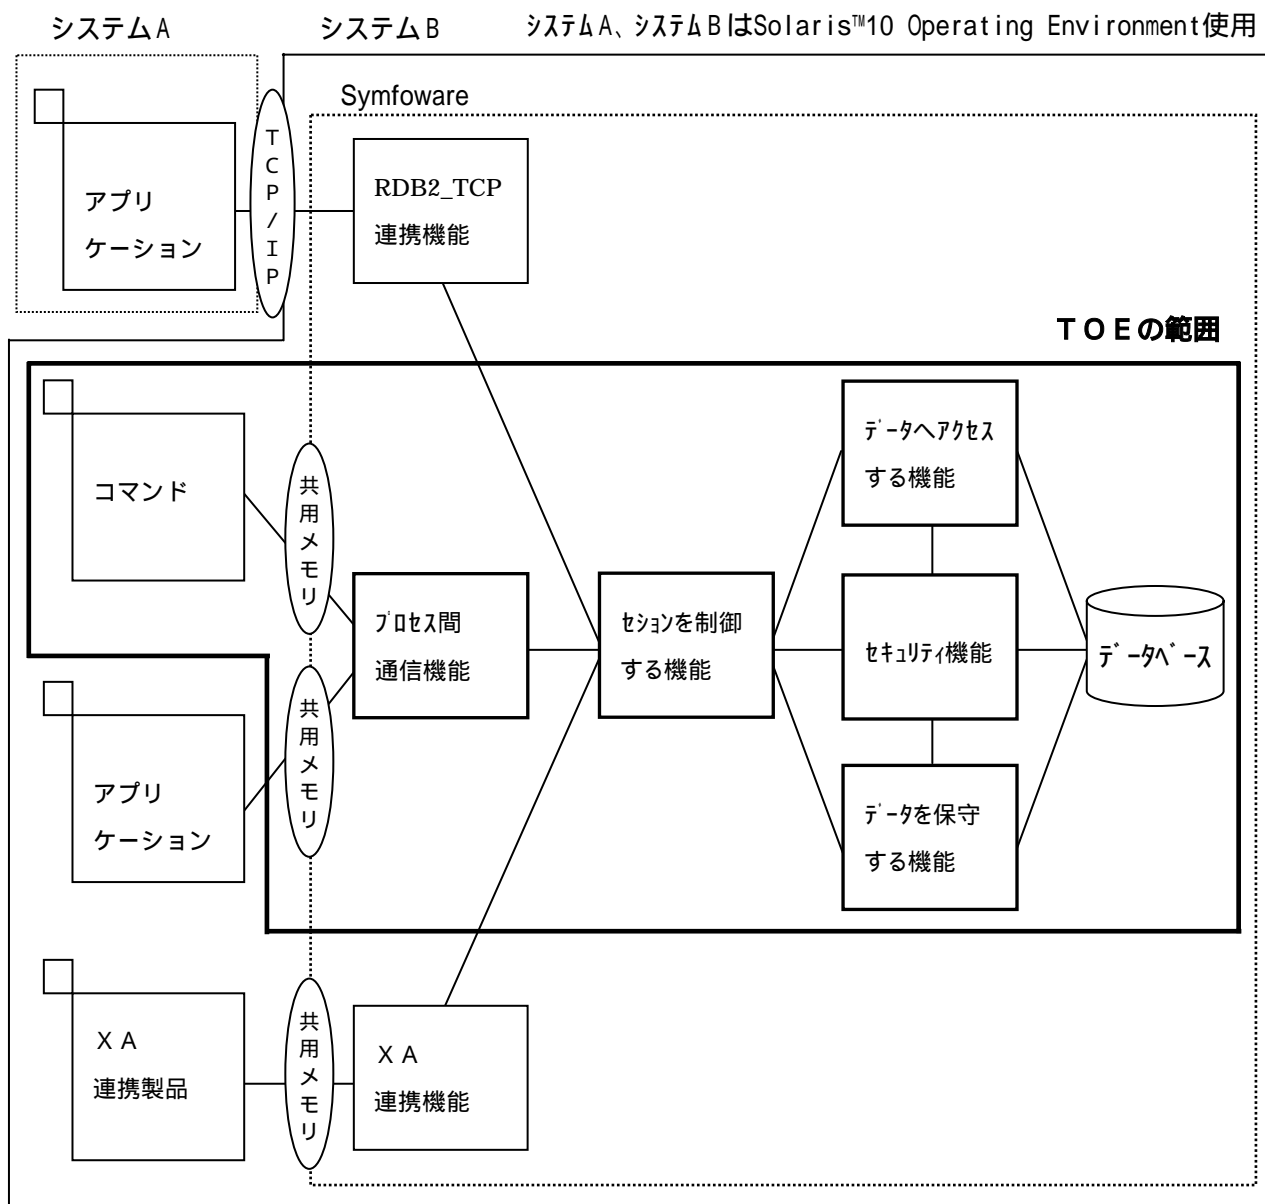 システムA
システムB
システムA、システムBはSolaris™10 Operating Environment使用
Symfoware
TCP/IP
アプリ
ケーション
RDB2_TCP
連携機能
TOEの範囲
コマンド
共用メモリ
データへアクセス
する機能
プロセス間
通信機能
セションを制御
する機能
セキュリティ機能
データベース
アプリ
ケーション
共用メモリ
データを保守
する機能
XA
連携製品
共用メモリ
XA
連携機能